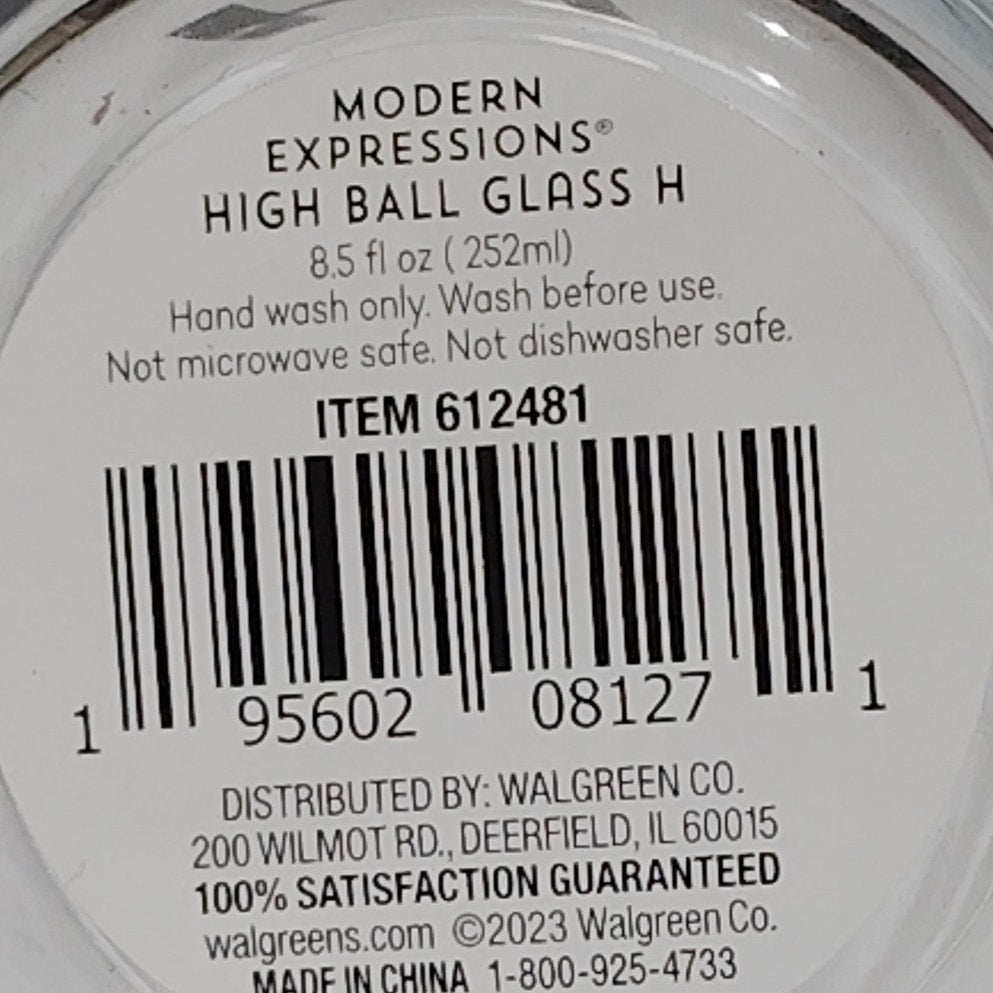 MODERN
EXPRESSIONS®
HIGH BALL GLASS H
8.5 fl oz ( 252ml)
Hand wash only. Wash before use.
Not microwave safe. Not dishwasher safe.
ITEM 612481
1 95602 08127 1
DISTRIBUTED BY: WALGREEN CO.
200 WILMOT RD., DEERFIELD, IL 60015
100% SATISFACTION GUARANTEED
walgreens.com ©2023 Walgreen Co.
MADE IN CHINA 1-800-925-4733